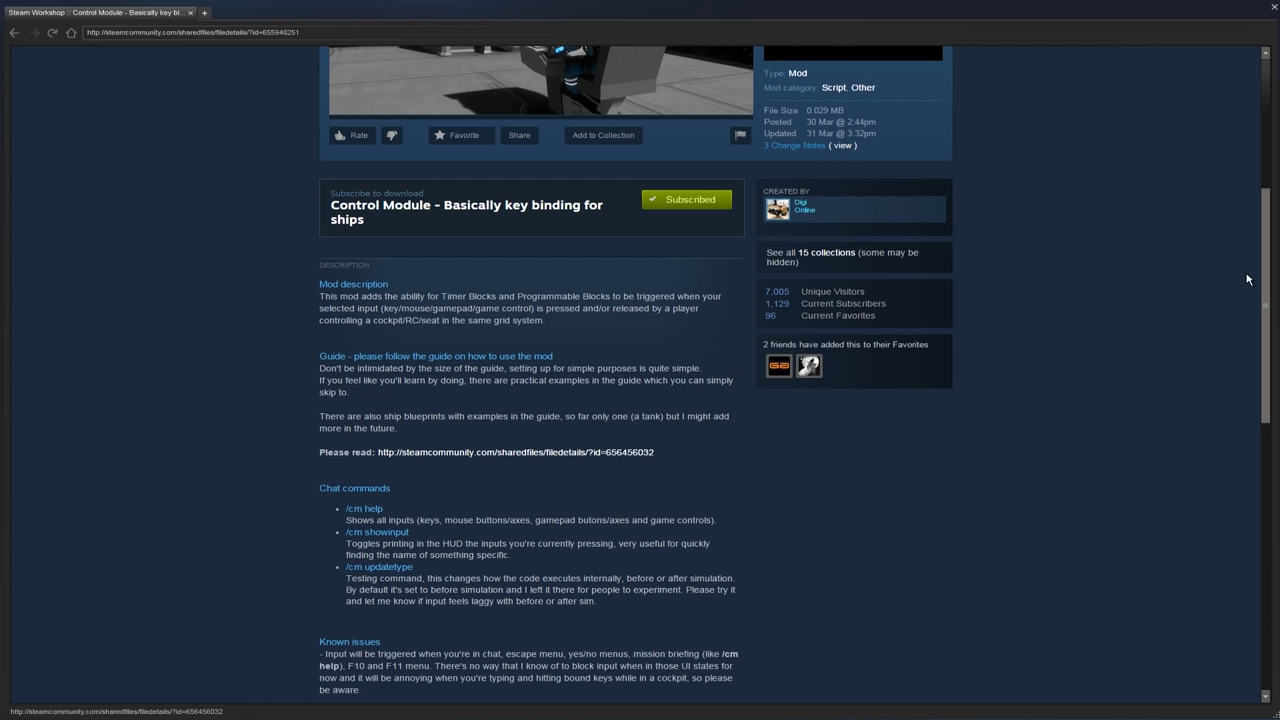 Steam Workshop :: Control Module - Basically key bi... × +
http://steamcommunity.com/sharedfiles/filedetails/?id=655948251
Type: Mod
Mod category: Script, Other
File Size 0.029 MB
Posted 30 Mar @ 2:44pm
Updated 31 Mar @ 3:32pm
3 Change Notes ( view )
Rate
Favorite
Share
Add to Collection
Subscribe to download
Control Module - Basically key binding for
ships
Subscribed
CREATED BY
Digi
Online
See all 15 collections (some may be
hidden)
7,005 Unique Visitors
1,129 Current Subscribers
96 Current Favorites
2 friends have added this to their Favorites
DESCRIPTION
Mod description
This mod adds the ability for Timer Blocks and Programmable Blocks to be triggered when your
selected input (key/mouse/gamepad/game control) is pressed and/or released by a player
controlling a cockpit/RC/seat in the same grid system.
Guide - please follow the guide on how to use the mod
Don't be intimidated by the size of the guide, setting up for simple purposes is quite simple.
If you feel like you'll learn by doing, there are practical examples in the guide which you can simply
skip to.
There are also ship blueprints with examples in the guide, so far only one (a tank) but I might add
more in the future.
Please read: http://steamcommunity.com/sharedfiles/filedetails/?id=656456032
Chat commands
• /cm help
Shows all inputs (keys, mouse buttons/axes, gamepad butons/axes and game controls).
• /cm showinput
Toggles printing in the HUD the inputs you're currently pressing, very useful for quickly
finding the name of something specific.
• /cm updatetype
Testing command, this changes how the code executes internally, before or after simulation.
By default it's set to before simulation and I left it there for people to experiment. Please try it
and let me know if input feels laggy with before or after sim.
Known issues
- Input will be triggered when you're in chat, escape menu, yes/no menus, mission briefing (like /cm
help), F10 and F11 menu. There's no way that I know of to block input when in those UI states for
now and it will be annoying when you're typing and hitting bound keys while in a cockpit, so please
be aware.
http://steamcommunity.com/sharedfiles/filedetails/?id=656456032